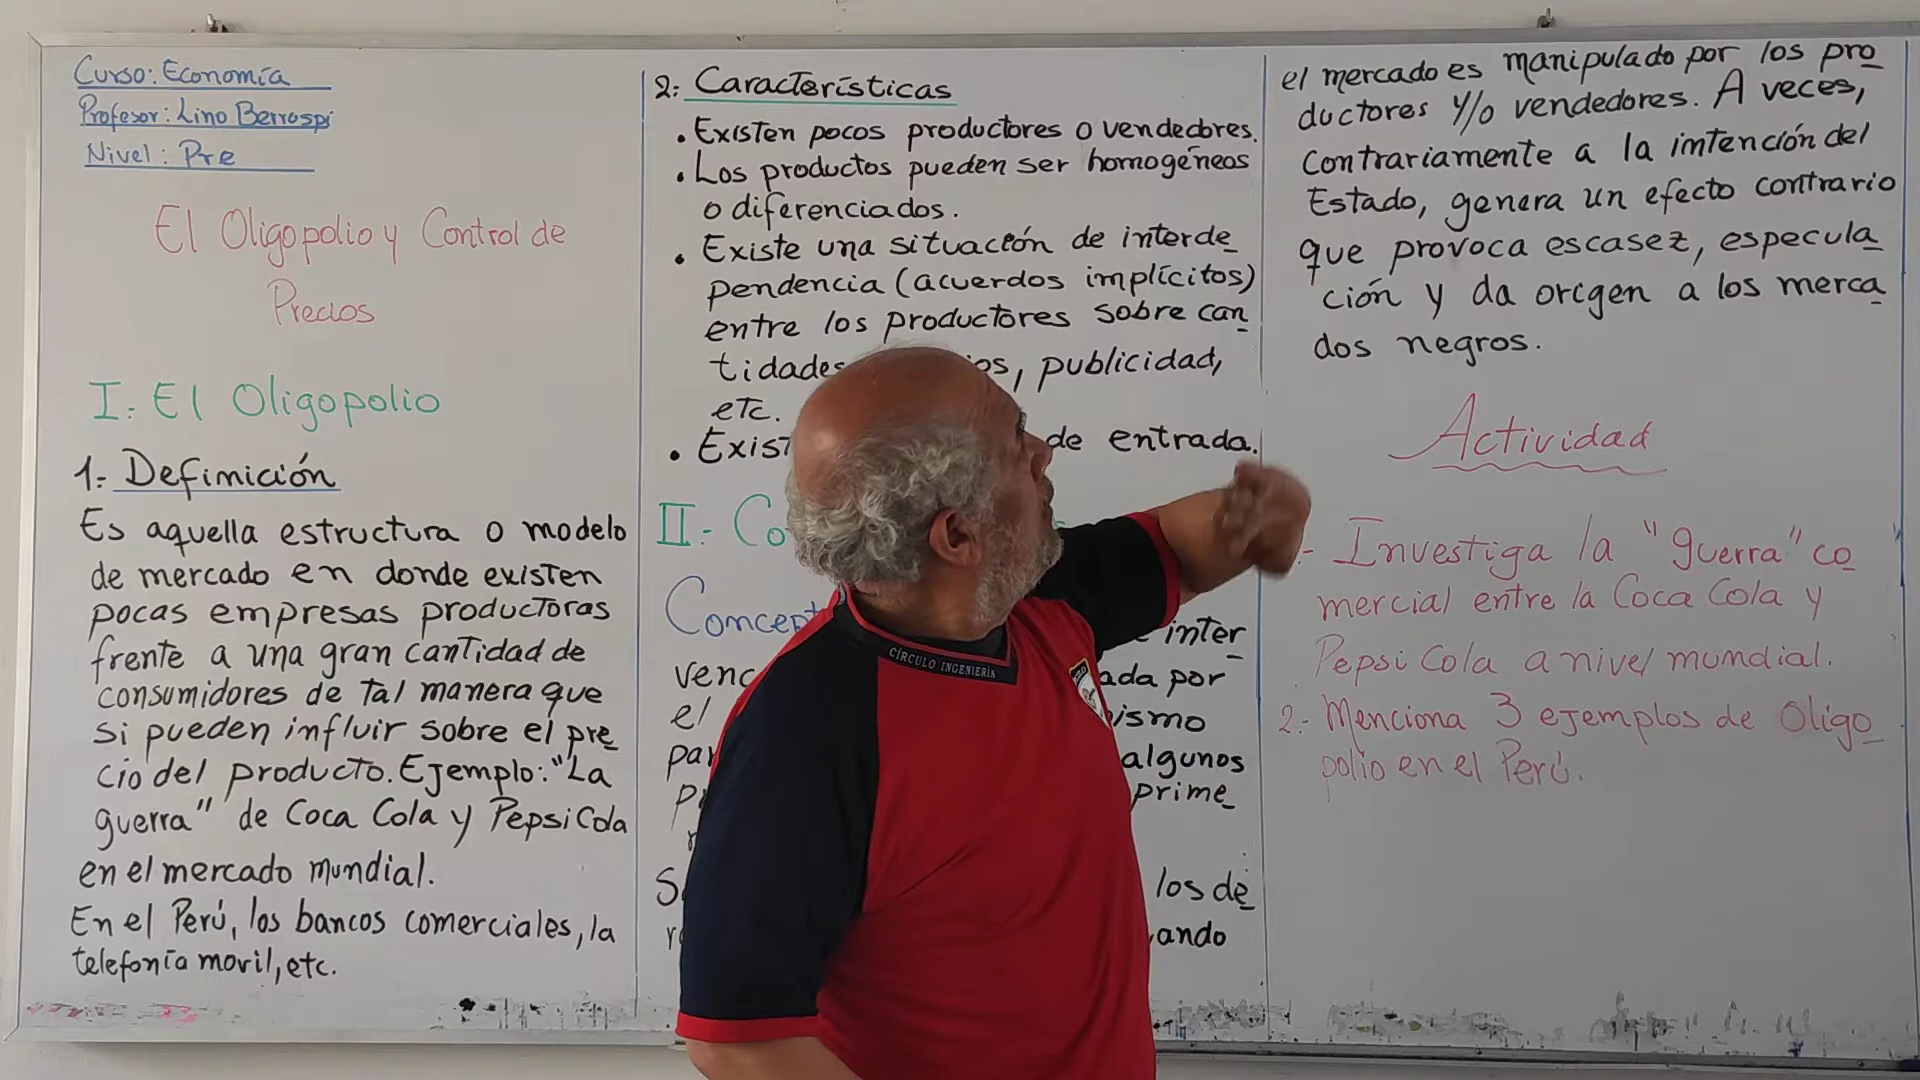 Curso: Economía
Profesor: Lino Berrospi
Nivel: Pre
El Oligopolio y Control de
Precios
I.- El Oligopolio
1.- Definición
Es aquella estructura o modelo
de mercado en donde existen
pocas empresas productoras
frente a una gran cantidad de
consumidores de tal manera que
si pueden influir sobre el pre
cio del producto. Ejemplo: "La
guerra" de Coca Cola y Pepsi Cola
en el mercado mundial.
En el Perú, los bancos comerciales, la
telefonía movil, etc.
2.- Características
• Existen pocos productores o vendedores.
• Los productos pueden ser homogéneos
o diferenciados.
• Existe una situación de interde
pendencia (acuerdos implícitos)
entre los productores sobre can
tidades os, publicidad,
etc.
• Exist de entrada.
II.- Co
Concept inter
venc ada por
el ismo
par algunos
p prime
los de
ando
el mercado es manipulado por los pro
ductores y/o vendedores. A veces,
contrariamente a la intención del
Estado, genera un efecto contrario
que provoca escasez, especula
ción y da origen a los merca
dos negros.
Actividad
- Investiga la "guerra" co
mercial entre la Coca Cola y
Pepsi Cola a nivel mundial.
2.- Menciona 3 ejemplos de Oligo
polio en el Perú.
CÍRCULO INGENIERÍA